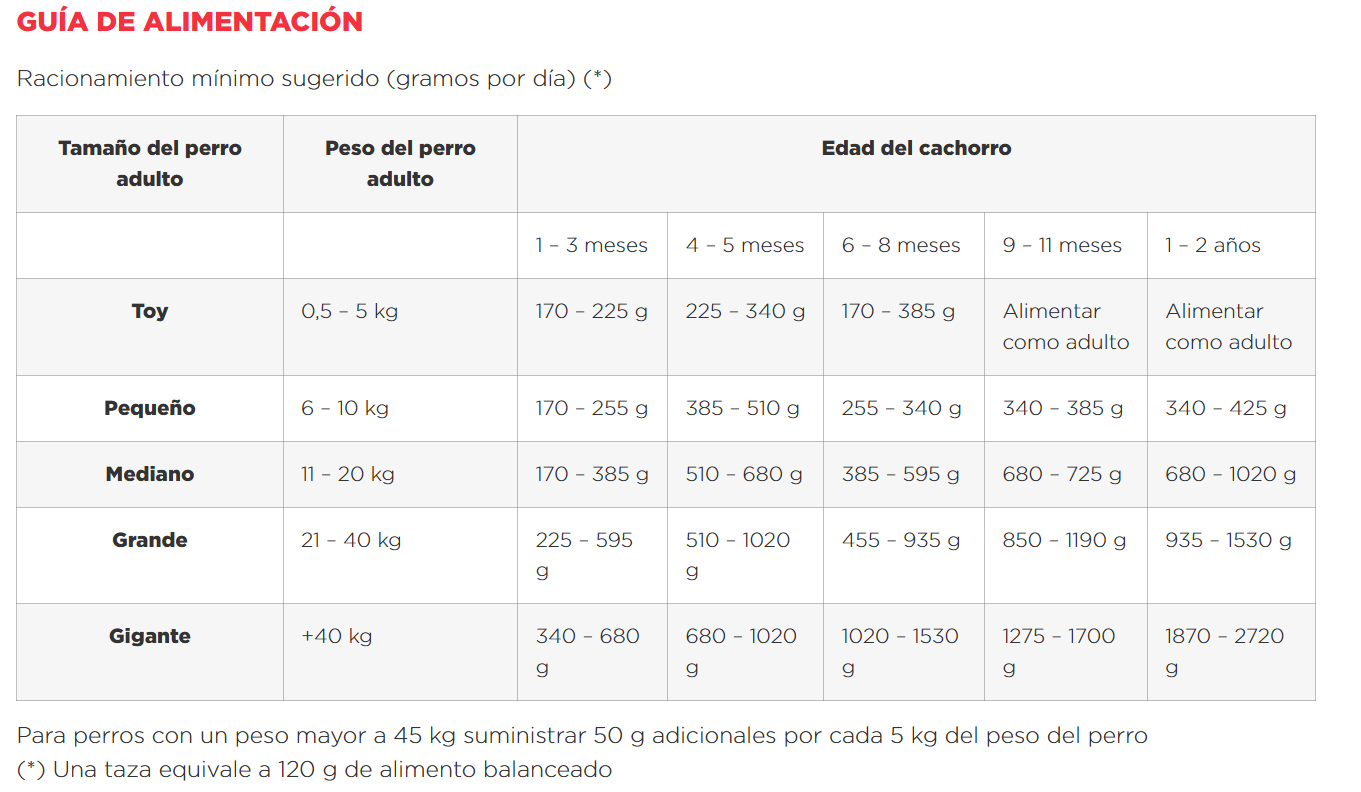 GUÍA DE ALIMENTACIÓN
Racionamiento mínimo sugerido (gramos por día) (*)
Tamaño del perro adulto Peso del perro adulto Edad del cachorro
1 – 3 meses 4 – 5 meses 6 – 8 meses 9 – 11 meses 1 – 2 años
Toy 0,5 – 5 kg 170 – 225 g 225 – 340 g 170 – 385 g Alimentar como adulto Alimentar como adulto
Pequeño 6 – 10 kg 170 – 255 g 385 – 510 g 255 – 340 g 340 – 385 g 340 – 425 g
Mediano 11 – 20 kg 170 – 385 g 510 – 680 g 385 – 595 g 680 – 725 g 680 – 1020 g
Grande 21 – 40 kg 225 – 595 g 510 – 1020 g 455 – 935 g 850 – 1190 g 935 – 1530 g
Gigante +40 kg 340 – 680 g 680 – 1020 g 1020 – 1530 g 1275 – 1700 g 1870 – 2720 g
Para perros con un peso mayor a 45 kg suministrar 50 g adicionales por cada 5 kg del peso del perro
(*) Una taza equivale a 120 g de alimento balanceado